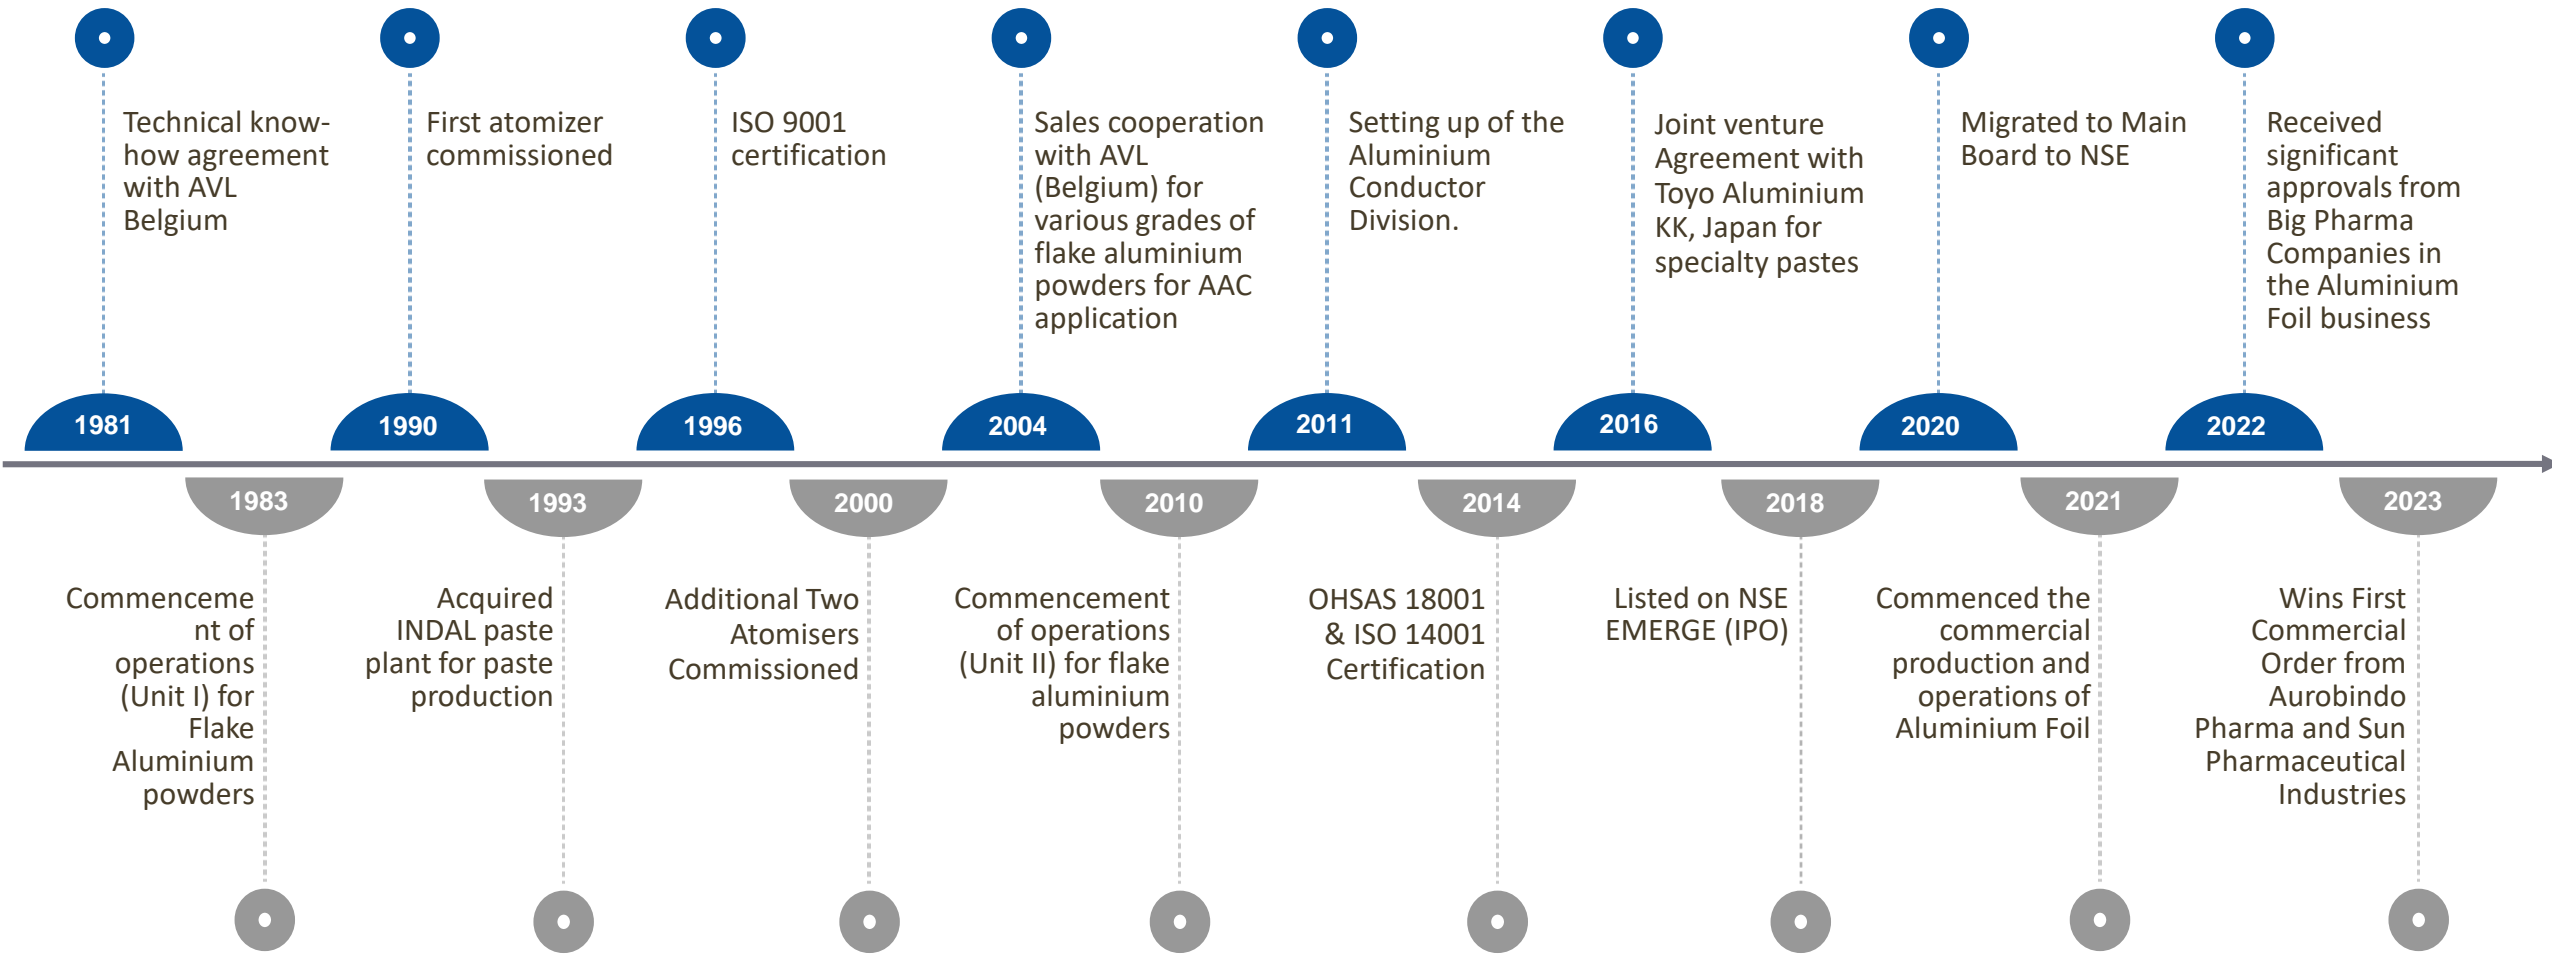 Technical know-
how agreement
with AVL
Belgium
First atomizer
commissioned
ISO 9001
certification
Sales cooperation
with AVL
(Belgium) for
various grades of
flake aluminium
powders for AAC
application
Setting up of the
Aluminium
Conductor
Division.
Joint venture
Agreement with
Toyo Aluminium
KK, Japan for
specialty pastes
Migrated to Main
Board to NSE
Received
significant
approvals from
Big Pharma
Companies in
the Aluminium
Foil business
1981
1990
1996
2004
2011
2016
2020
2022
1983
1993
2000
2010
2014
2018
2021
2023
Commenceme
nt of
operations
(Unit I) for
Flake
Aluminium
powders
Acquired
INDAL paste
plant for paste
production
Additional Two
Atomisers
Commissioned
Commencement
of operations
(Unit II) for flake
aluminium
powders
OHSAS 18001
& ISO 14001
Certification
Listed on NSE
EMERGE (IPO)
Commenced the
commercial
production and
operations of
Aluminium Foil
Wins First
Commercial
Order from
Aurobindo
Pharma and Sun
Pharmaceutical
Industries